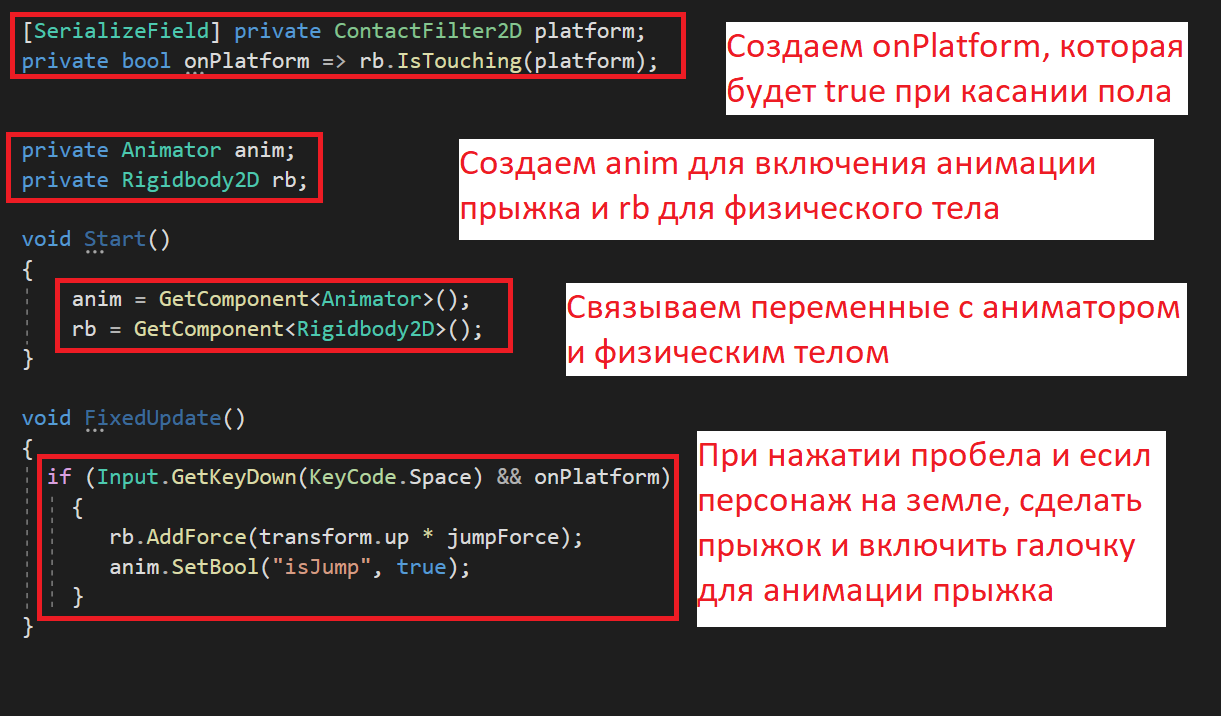 [SerializeField] private ContactFilter2D platform;
private bool onPlatform => rb.IsTouching(platform);
Создаем onPlatform, которая
будет true при касании пола
private Animator anim;
private Rigidbody2D rb;
Создаем anim для включения анимации
прыжка и rb для физического тела
void Start()
{
anim = GetComponent<Animator>();
rb = GetComponent<Rigidbody2D>();
}
Связываем переменные с аниматором
и физическим телом
void FixedUpdate()
{
if (Input.GetKeyDown(KeyCode.Space) && onPlatform)
{
rb.AddForce(transform.up * jumpForce);
anim.SetBool("isJump", true);
}
}
При нажатии пробела и есил
персонаж на земле, сделать
прыжок и включить галочку
для анимации прыжка